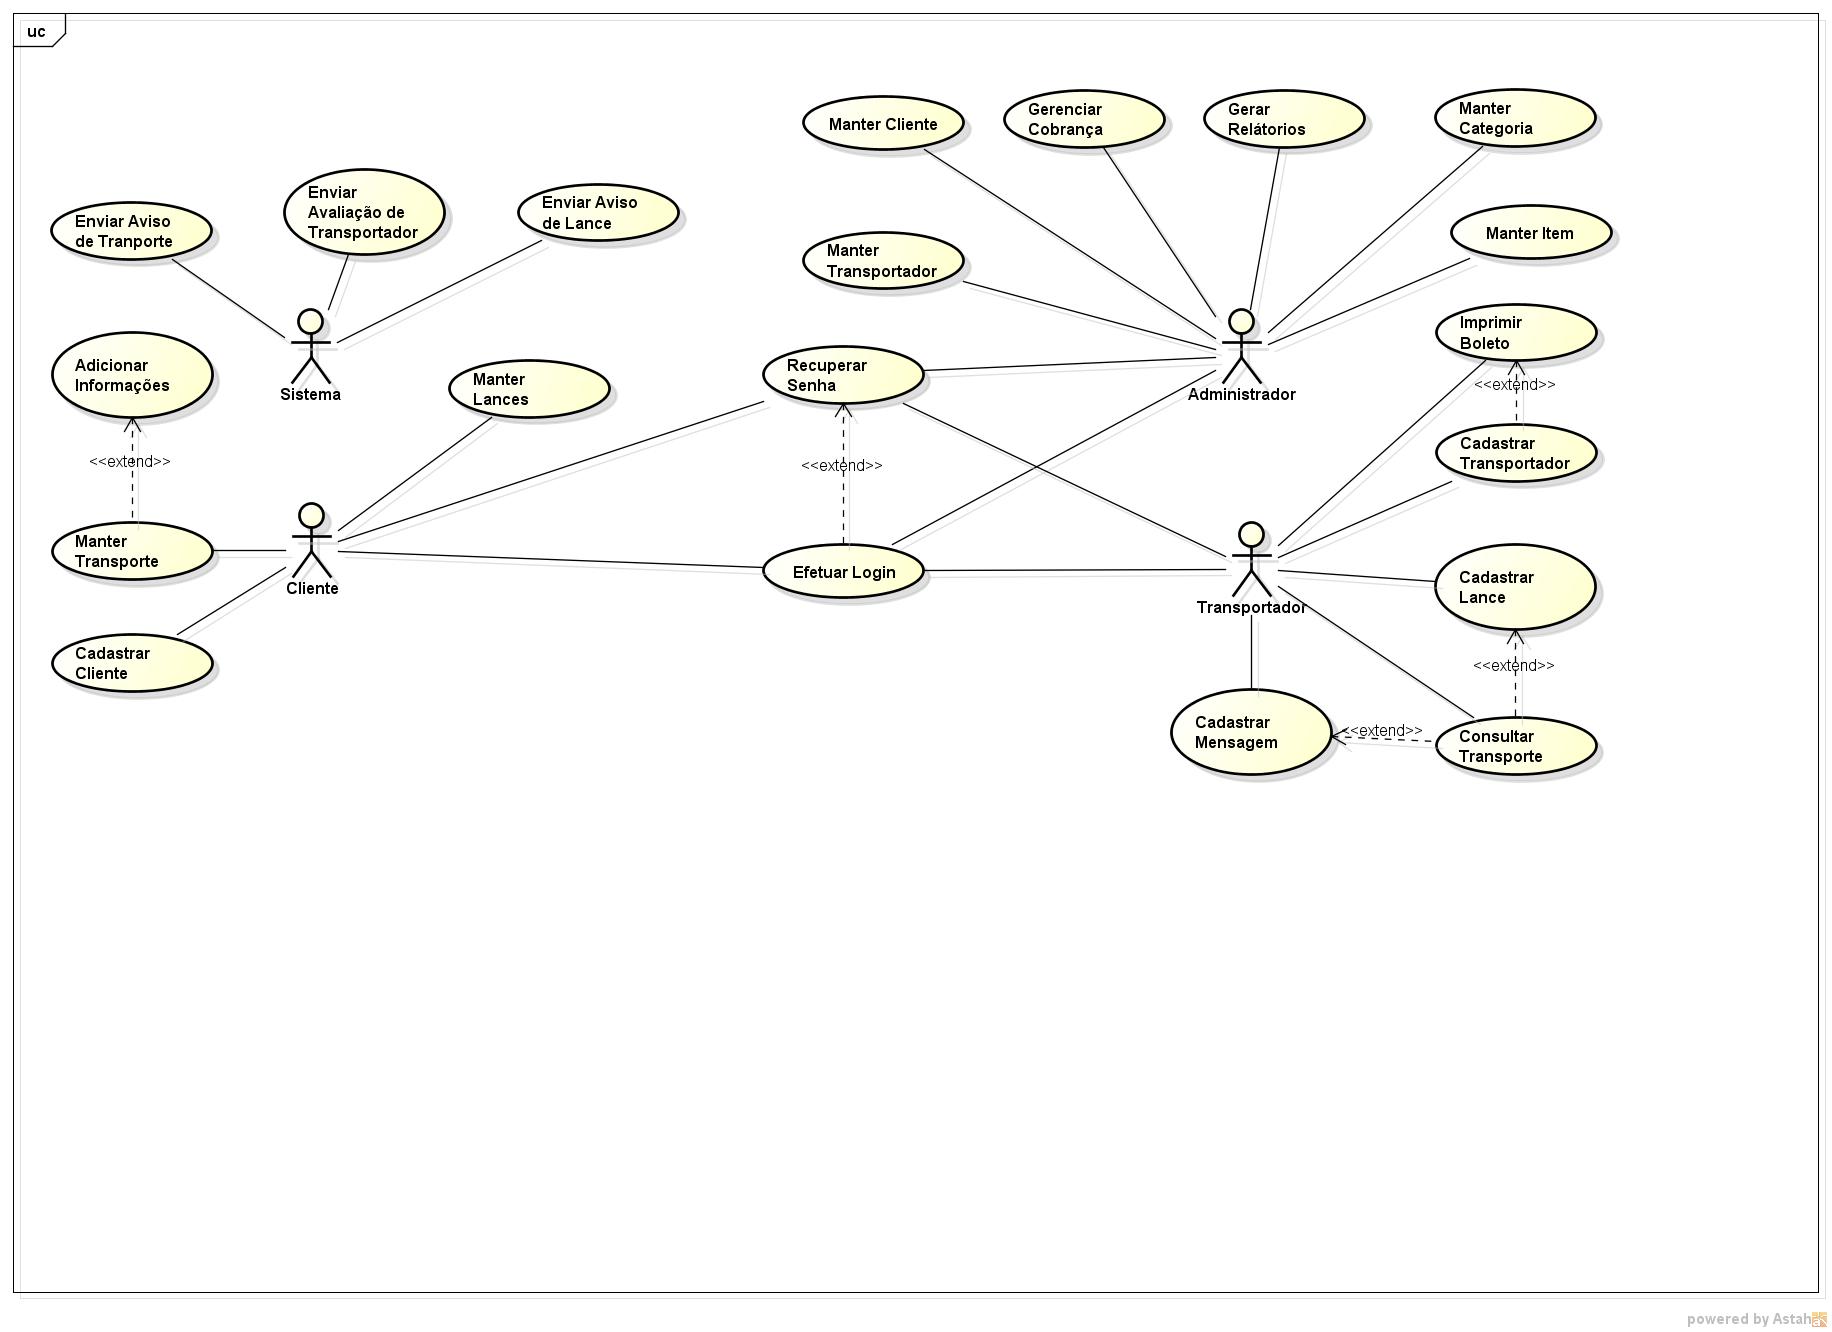 uc
Manter Cliente
Gerenciar
Cobrança
Gerar
Relátorios
Manter
Categoria
Enviar Aviso
de Tranporte
Enviar
Avaliação de
Transportador
Enviar Aviso
de Lance
Manter
Transportador
Manter Item
Sistema
Administrador
Imprimir
Boleto
<<extend>>
Adicionar
Informações
<<extend>>
Manter
Lances
Recuperar
Senha
<<extend>>
Cadastrar
Transportador
Manter
Transporte
Cliente
Efetuar Login
Transportador
Cadastrar
Lance
<<extend>>
Cadastrar
Cliente
Cadastrar
Mensagem
<<extend>>
Consultar
Transporte
powered by Astah